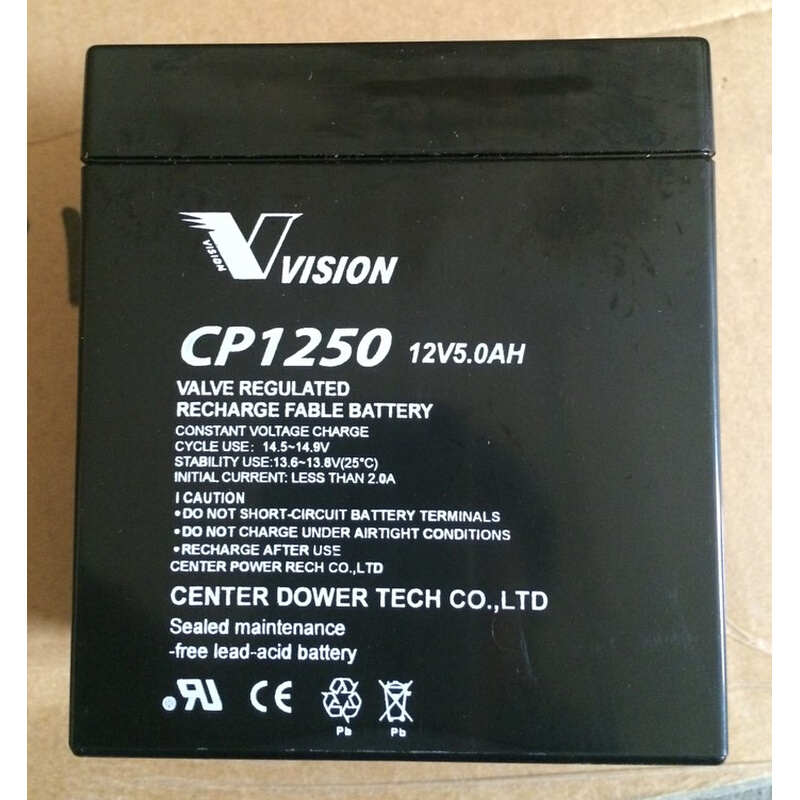 VISION
VISION
CP1250 12V5.0AH
VALVE REGULATED
RECHARGE FABLE BATTERY
CONSTANT VOLTAGE CHARGE
CYCLE USE: 14.5~14.9V
STABILITY USE:13.6~13.8V(25°C)
INITIAL CURRENT: LESS THAN 2.0A
I CAUTION
•DO NOT SHORT-CIRCUIT BATTERY TERMINALS
•DO NOT CHARGE UNDER AIRTIGHT CONDITIONS
•RECHARGE AFTER USE
CENTER POWER RECH CO.,LTD
CENTER DOWER TECH CO.,LTD
Sealed maintenance
-free lead-acid battery
® RU CE
Pb Pb